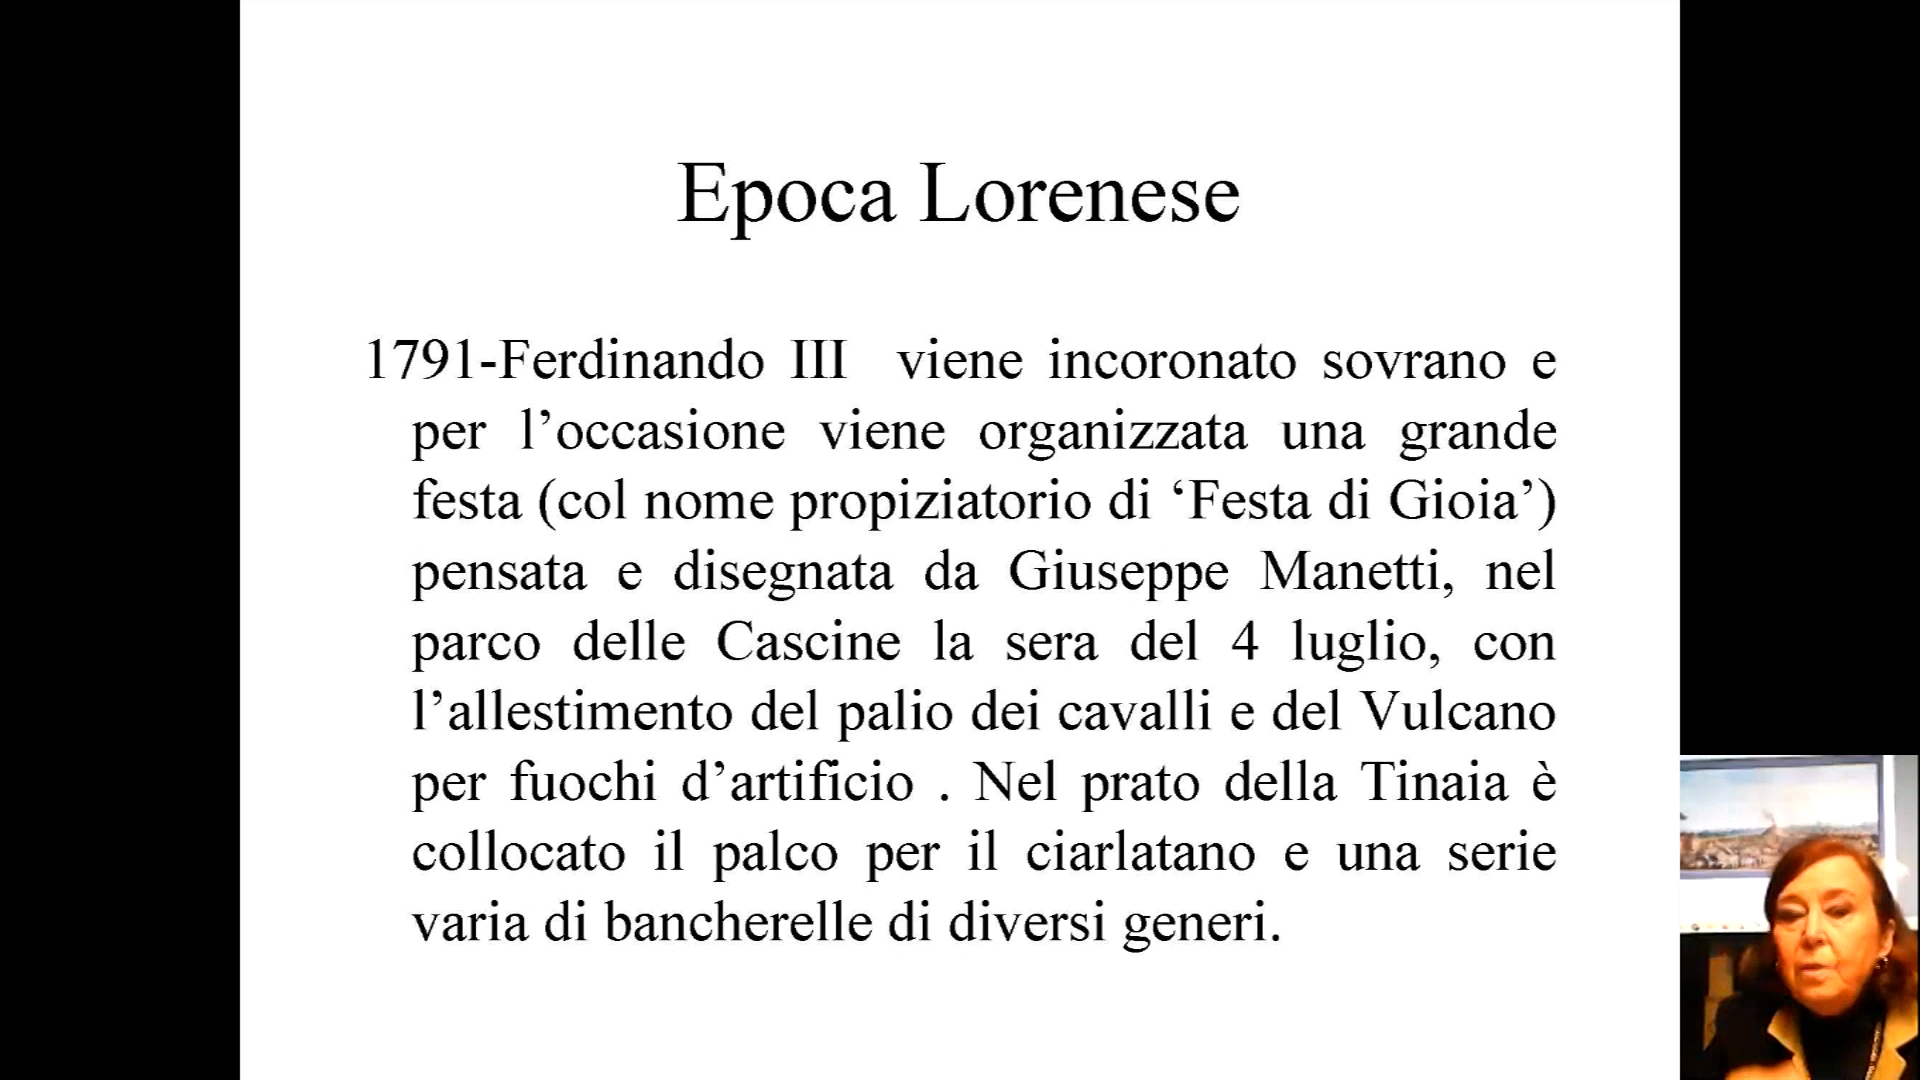 Epoca Lorenese
1791-Ferdinando III viene incoronato sovrano e
per l’occasione viene organizzata una grande
festa (col nome propiziatorio di ‘Festa di Gioia’)
pensata e disegnata da Giuseppe Manetti, nel
parco delle Cascine la sera del 4 luglio, con
l’allestimento del palio dei cavalli e del Vulcano
per fuochi d’artificio . Nel prato della Tinaia è
collocato il palco per il ciarlatano e una serie
varia di bancherelle di diversi generi.